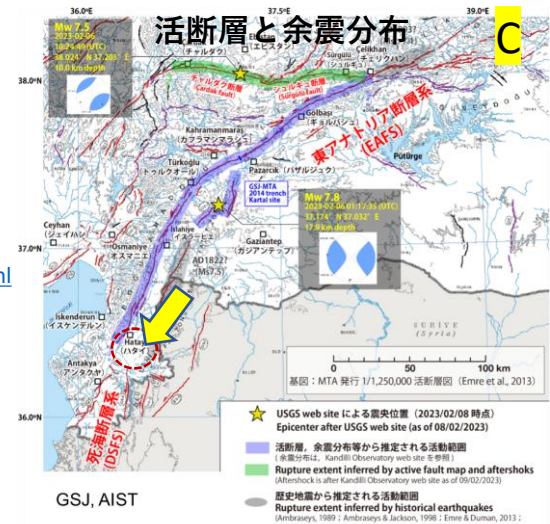 活断層と余震分布
C
36.0°E
37.5°E
39.0°E
38.0°N
37.0°N
36.0°N
Mw 7.5
2023-02-06
10:24:49 (UTC)
38.024° N 37.203° E
10.0 km depth
Ekinözü
(エキノズ)
(チャルダク)
Çelikhan
(チェリクハン)
Sürgü
(シュルギュ)
チャルダク断層
(Çardak fault)
シュルギュ断層
(Sürgü fault)
Gölbaşı
(ギョルバシュ)
東アナトリア断層系
(EAFS)
Pütürge
Kahramanmaraş
(カフラマンマラシュ)
Türkoğlu
(トゥルクオール)
Pazarcık (パザルジュク)
GSJ-MTA
2014 trench
Kartal site
Mw 7.8
2023-02-06 01:17:35 (UTC)
37.174° N 37.032° E
17.9 km depth
Ceyhan
(ジェイハン)
Osmaniye
(オスマニエ)
Islahiye
(イスラーヒエ)
AD1822?
(Ms7.5)
Gaziantep
(ガジアンテップ)
ml
Iskenderun
(イスケンデルン)
Hatay
(ハタイ)
Antakya
(アンタクヤ)
死海断層系
(DSFS)
SURİYE
(Syria)
0 50 100 km
基図:MTA 発行 1/1,250,000 活断層図 (Emre et al., 2013)
USGS web site による震央位置 (2023/02/08 時点)
Epicenter after USGS web site (as of 08/02/2023)
活断層,余震分布等から推定される活動範囲
(余震分布は,Kandilli Observatory web site を参照)
Rupture extent inferred by active fault map and aftershoks
(Aftershock is after Kandilli Observatory web site as of 09/02/2023)
歴史地震から推定される活動範囲
Rupture extent inferred by historical earthquakes
(Ambraseys, 1989 ; Ambraseys & Jackson, 1998 ; Emre & Duman, 2013 ;
GSJ, AIST